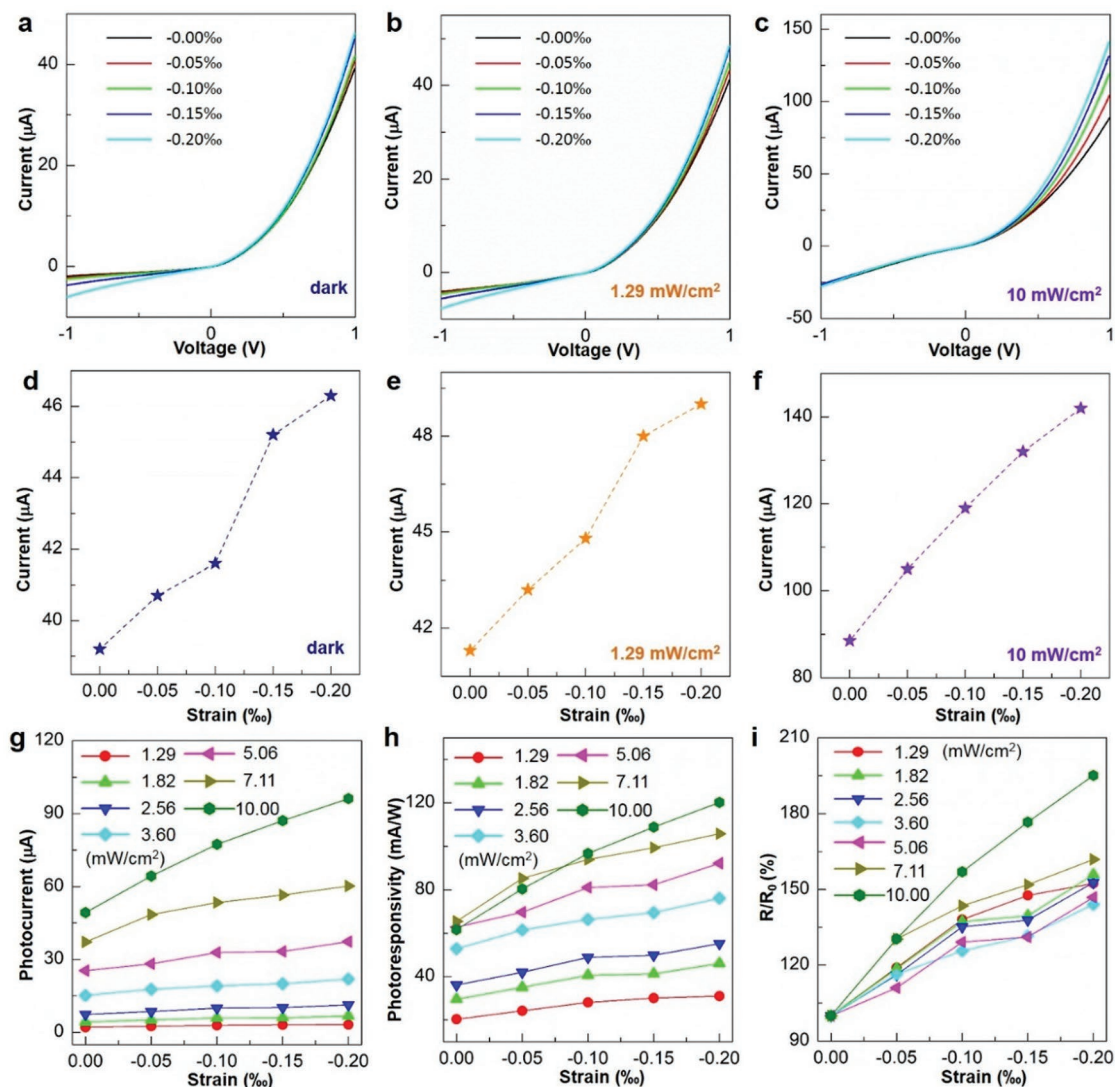 a
-0.00‰
-0.05‰
-0.10‰
-0.15‰
-0.20‰
40
20
0
Current (µA)
dark
-1 0 1
Voltage (V)
b
-0.00‰
-0.05‰
-0.10‰
-0.15‰
-0.20‰
40
20
0
Current (µA)
1.29 mW/cm²
-1 0 1
Voltage (V)
c
-0.00‰
-0.05‰
-0.10‰
-0.15‰
-0.20‰
150
100
50
0
-50
Current (µA)
10 mW/cm²
-1 0 1
Voltage (V)
d
46
44
42
40
Current (µA)
dark
0.00 -0.05 -0.10 -0.15 -0.20
Strain (‰)
e
48
45
42
Current (µA)
1.29 mW/cm²
0.00 -0.05 -0.10 -0.15 -0.20
Strain (‰)
f
140
120
100
80
Current (µA)
10 mW/cm²
0.00 -0.05 -0.10 -0.15 -0.20
Strain (‰)
g
120
90
60
30
0
Photocurrent (µA)
1.29 5.06
1.82 7.11
2.56 10.00
3.60
(mW/cm²)
0.00 -0.05 -0.10 -0.15 -0.20
Strain (‰)
h
120
80
40
Photoresponsivity (mA/W)
1.29 5.06
1.82 7.11
2.56 10.00
3.60
(mW/cm²)
0.00 -0.05 -0.10 -0.15 -0.20
Strain (‰)
i
210
180
150
120
90
R/R₀ (%)
1.29 (mW/cm²)
1.82
2.56
3.60
5.06
7.11
10.00
0.00 -0.05 -0.10 -0.15 -0.20
Strain (‰)